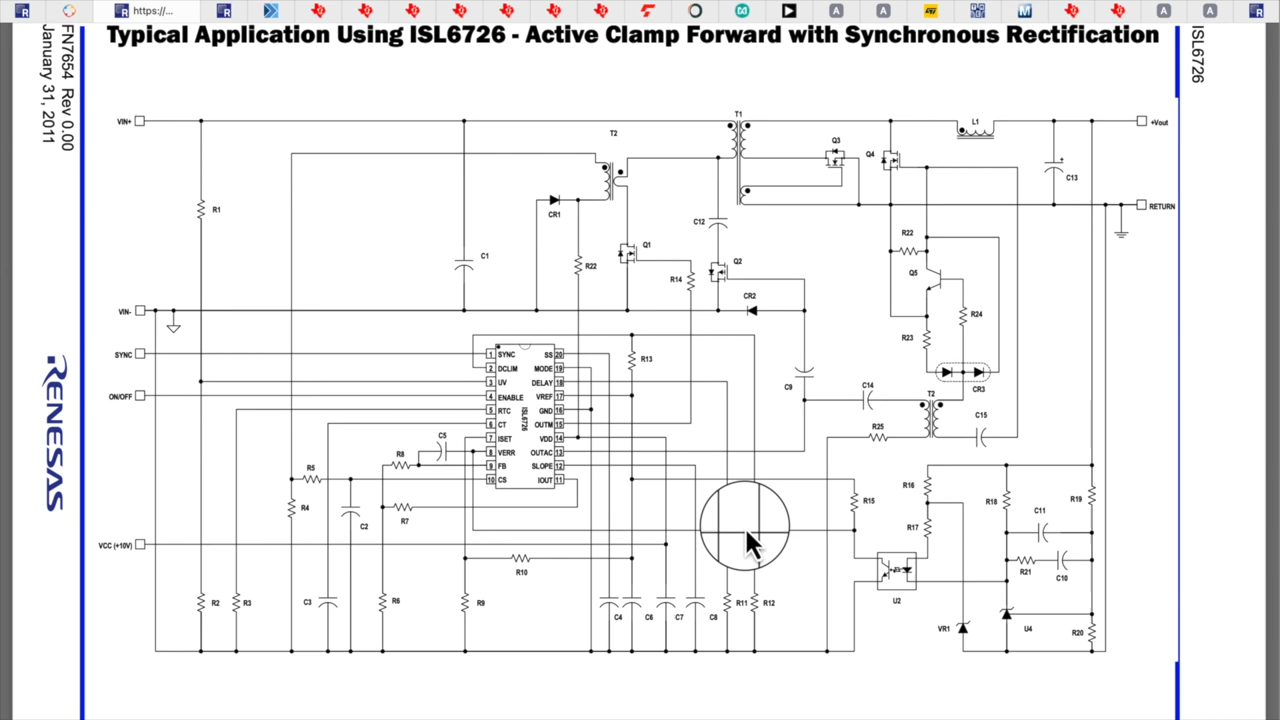 https://...
Typical Application Using ISL6726 - Active Clamp Forward with Synchronous Rectification
FN7654 Rev 0.00
January 31, 2011
ISL6726
RENESAS
VIN+
T2
T1
L1
+Vout
Q3
Q4
C13
R1
CR1
C12
RETURN
R22
Q1
C1
R22
R14
Q2
Q5
CR2
R24
VIN-
R23
SYNC
1 SYNC SS 20
R13
2 DCLIM MODE 19
C9
CR3
3 UV DELAY 18
C14
T2
ON/OFF
4 ENABLE VREF 17
5 RTC GND 16
C15
6 CT OUTM 15
C5
R25
7 ISET VDD 14
8 VERR OUTAC 13
R8
9 FB SLOPE 12
10 CS IOUT 11
ISL6726
R5
R16
R4
C2
R7
R15
R18
R19
C11
R17
VCC (+10V)
R10
R21
C10
U2
R2
R3
C3
R6
R9
C4
C6
C7
C8
R11
R12
VR1
U4
R20